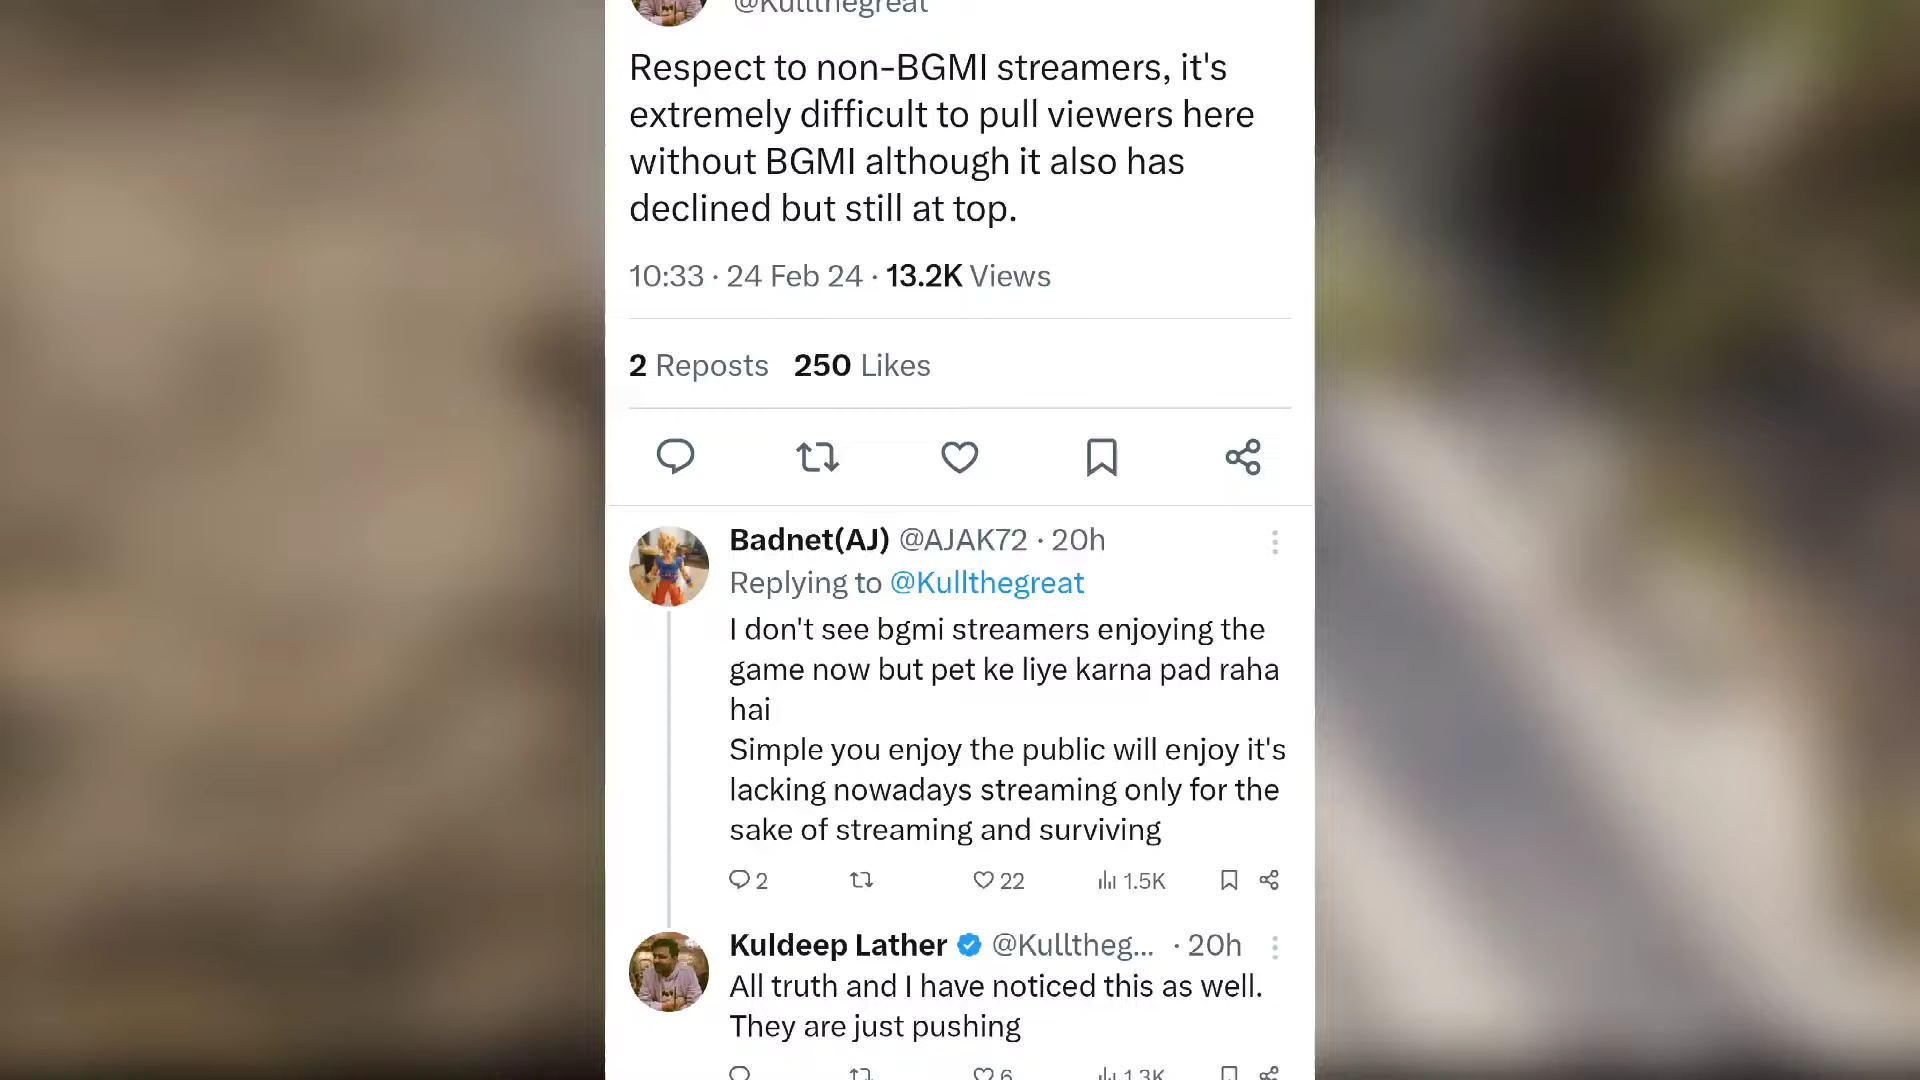 @Kullthegreat
Respect to non-BGMI streamers, it's
extremely difficult to pull viewers here
without BGMI although it also has
declined but still at top.
10:33 · 24 Feb 24 · 13.2K Views
2 Reposts 250 Likes
Badnet(AJ) @AJAK72 · 20h
Replying to @Kullthegreat
I don't see bgmi streamers enjoying the
game now but pet ke liye karna pad raha
hai
Simple you enjoy the public will enjoy it's
lacking nowadays streaming only for the
sake of streaming and surviving
2 22 1.5K
Kuldeep Lather @Kulltheg... · 20h
All truth and I have noticed this as well.
They are just pushing
6 1.3K